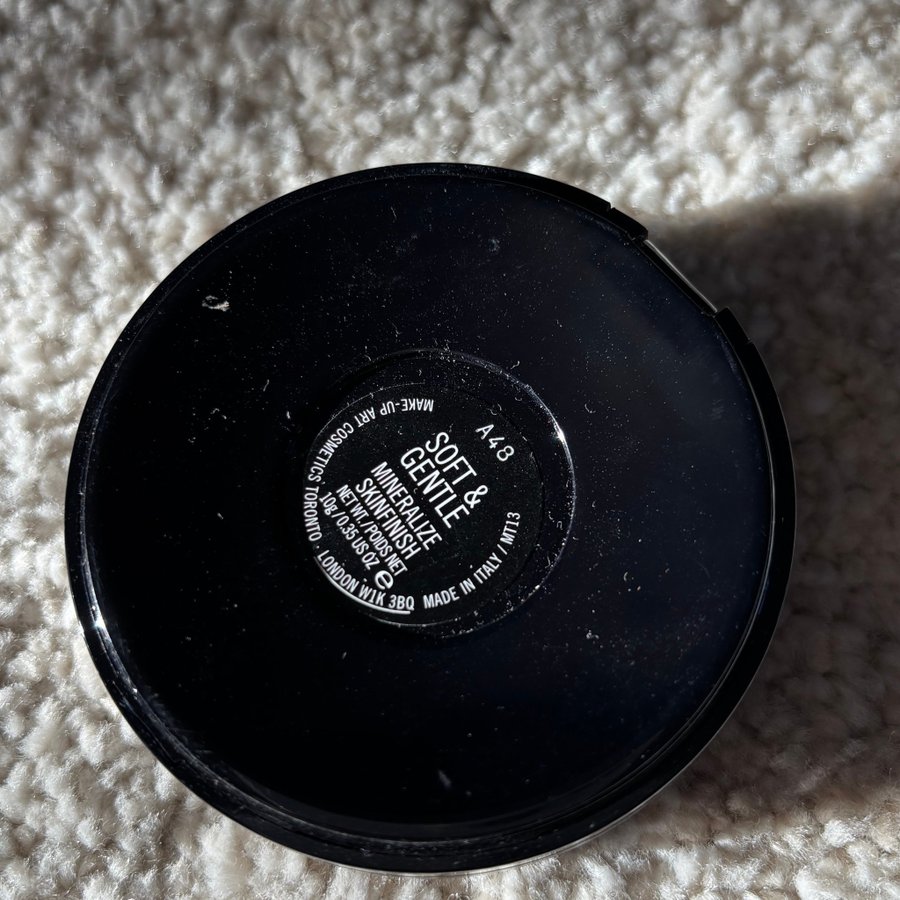 A48
SOFT &
GENTLE
MINERALIZE
SKINFINISH
NET WT./POIDS NET
10g/0.35 US OZ ℮
MAKE-UP ART COSMETICS TORONTO · LONDON W1K 3BQ
MADE IN ITALY / MT13